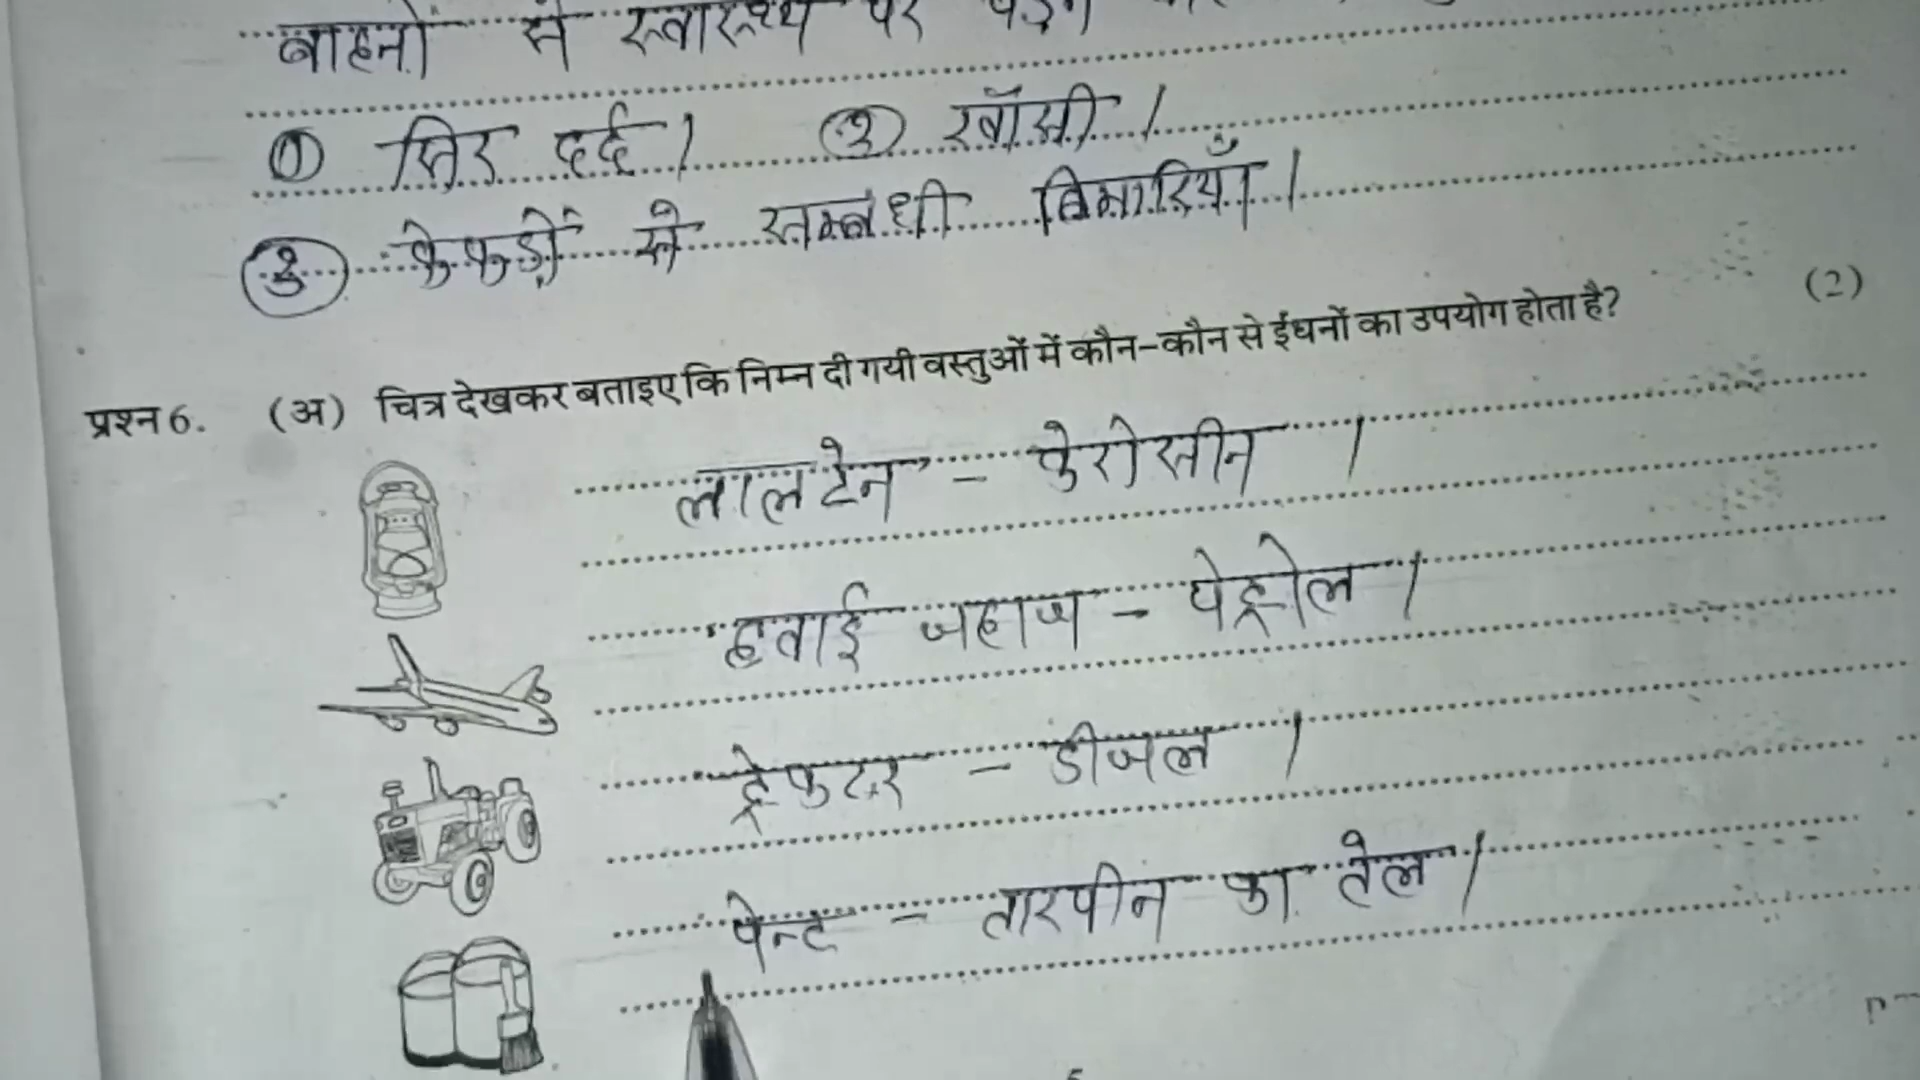 वाहनों से स्वास्थ्य पर
① सिर दर्द। ② खाँसी।
③ फेफड़ों से सम्बंधी बिमारियाँ।
प्रश्न 6. (अ) चित्र देखकर बताइए कि निम्न दी गयी वस्तुओं में कौन-कौन से ईंधनों का उपयोग होता है? (2)
लालटेन - केरोसीन ।
हवाई जहाज - पेट्रोल ।
ट्रेक्टर - डीजल ।
पेन्ट - तारपीन का तेल।